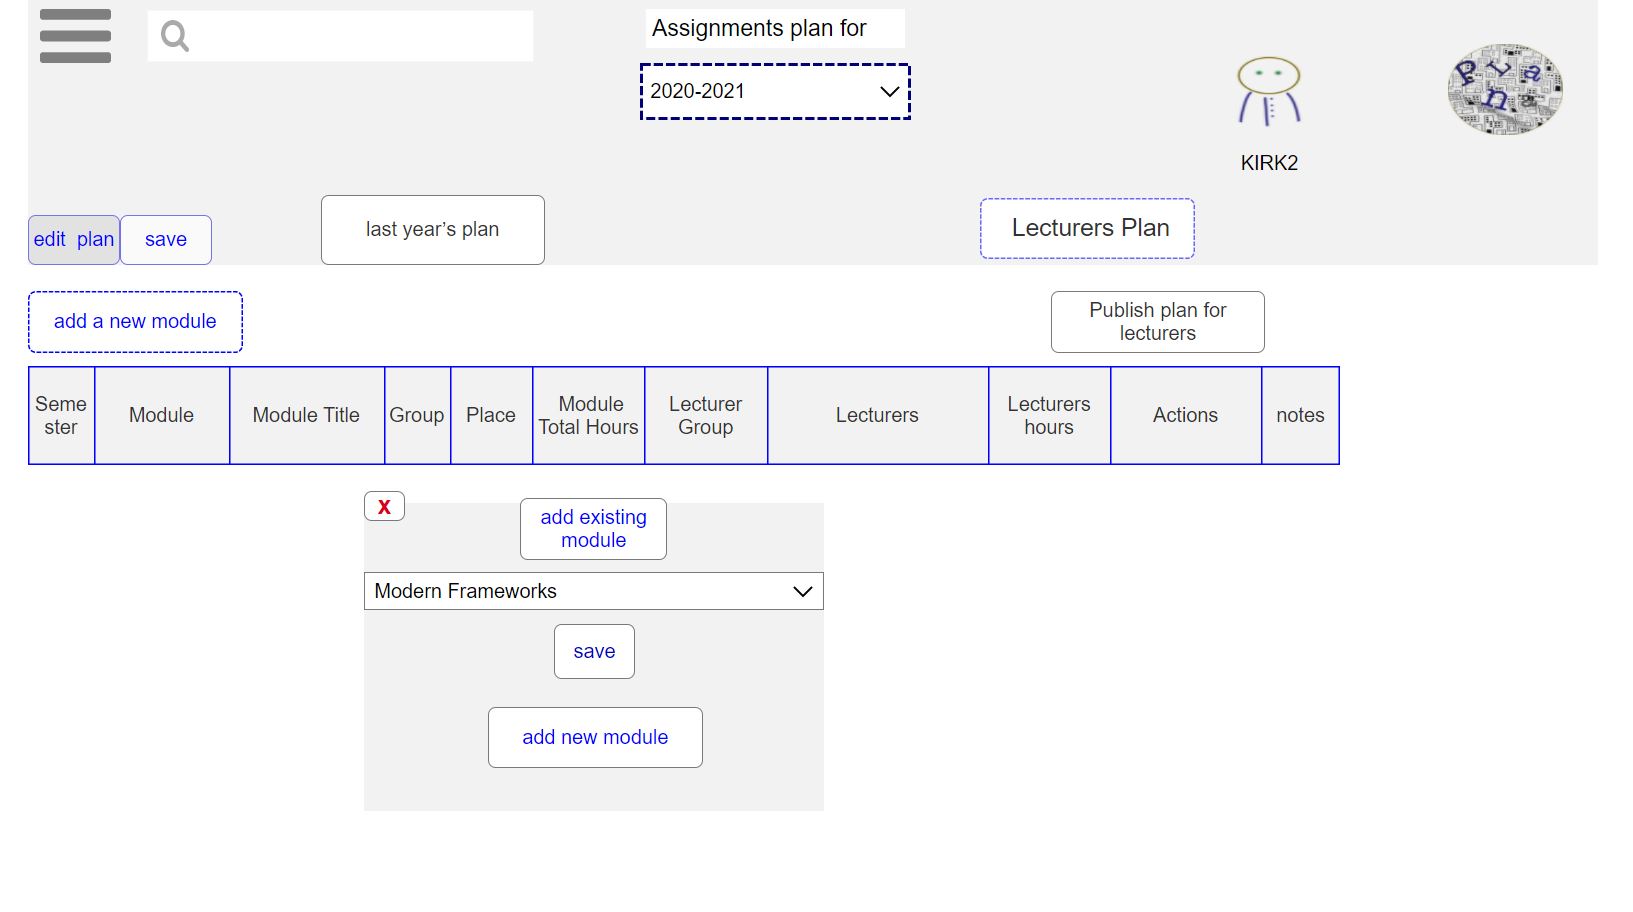 Assignments plan for
2020-2021
P L a n
KIRK2
edit plan
save
last year’s plan
Lecturers Plan
add a new module
Publish plan for
lecturers
Seme
ster
Module
Module Title
Group
Place
Module
Total Hours
Lecturer
Group
Lecturers
Lecturers
hours
Actions
notes
X
add existing
module
Modern Frameworks
save
add new module